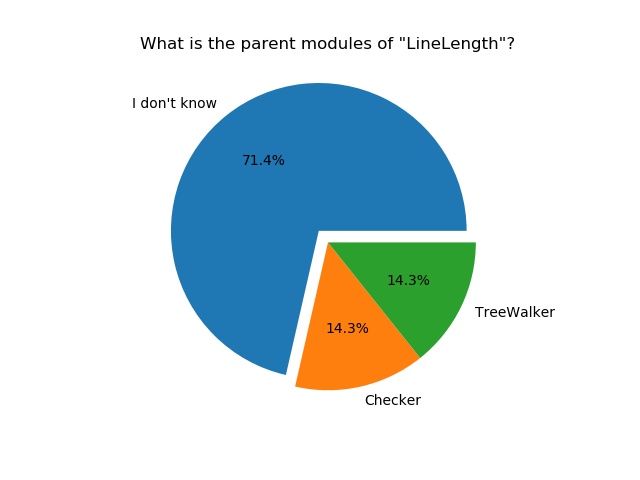 What is the parent modules of "LineLength"?
I don't know
71.4%
14.3%
TreeWalker
14.3%
Checker